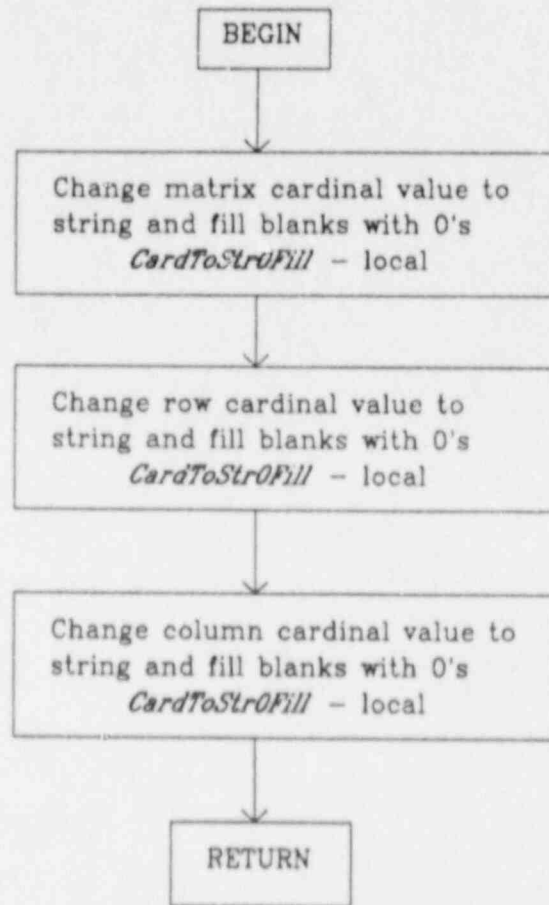 BEGIN
Change matrix cardinal value to
string and fill blanks with 0's
CardToStr0Fill – local
Change row cardinal value to
string and fill blanks with 0's
CardToStr0Fill – local
Change column cardinal value to
string and fill blanks with 0's
CardToStr0Fill – local
RETURN